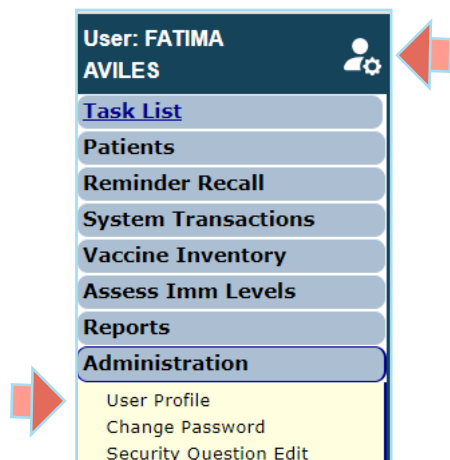 User: FATIMA
AVILES
Task List
Patients
Reminder Recall
System Transactions
Vaccine Inventory
Assess Imm Levels
Reports
Administration
User Profile
Change Password
Security Question Edit